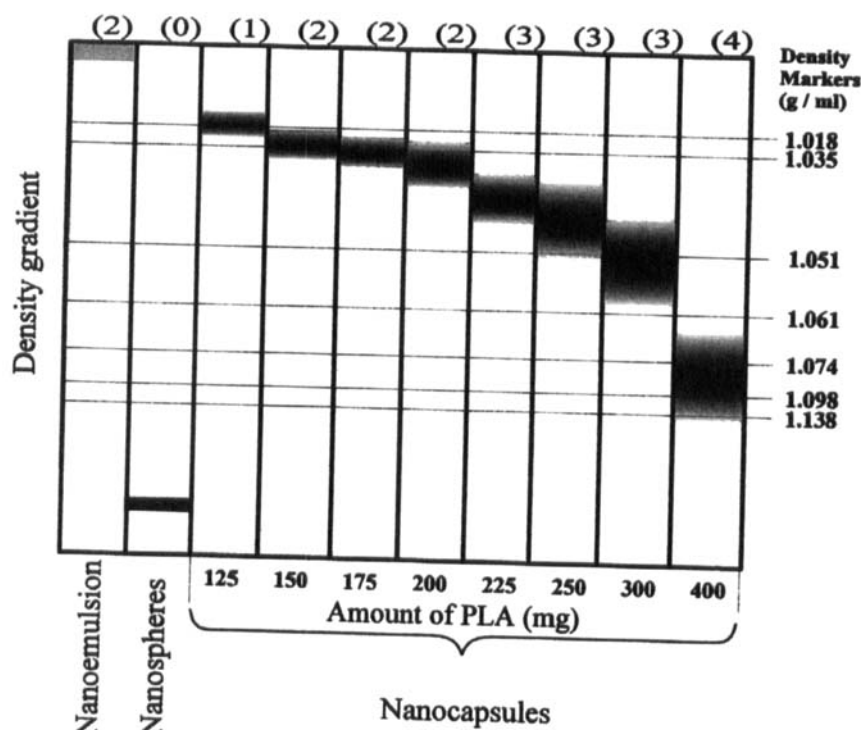 (2) (0) (1) (2) (2) (2) (3) (3) (3) (4)
Density
Markers
(g / ml)
1.018
1.035
1.051
1.061
1.074
1.098
1.138
Density gradient
125 150 175 200 225 250 300 400
Amount of PLA (mg)
Nanoemulsion
Nanospheres
Nanocapsules